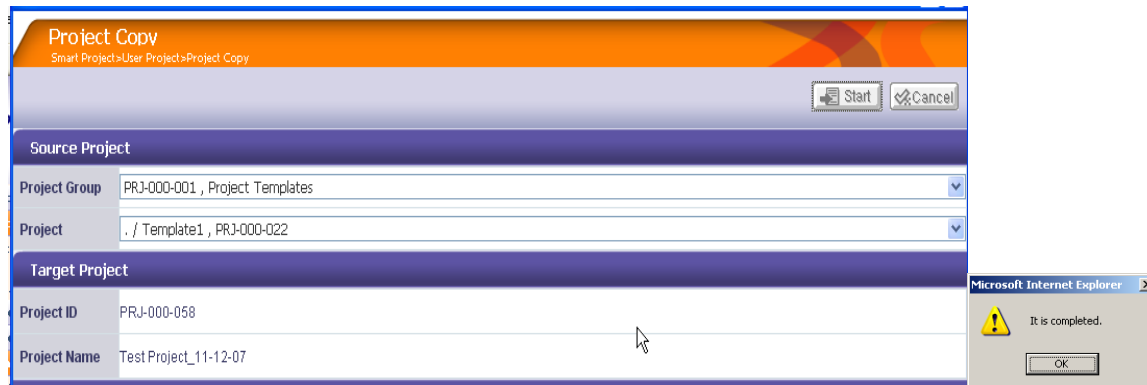 Project Copy
Smart Project>User Project>Project Copy
Start Cancel
Source Project
Project Group PRJ-000-001 , Project Templates
Project . / Template1 , PRJ-000-022
Target Project
Project ID PRJ-000-058
Project Name Test Project_11-12-07
Microsoft Internet Explorer
It is completed.
OK